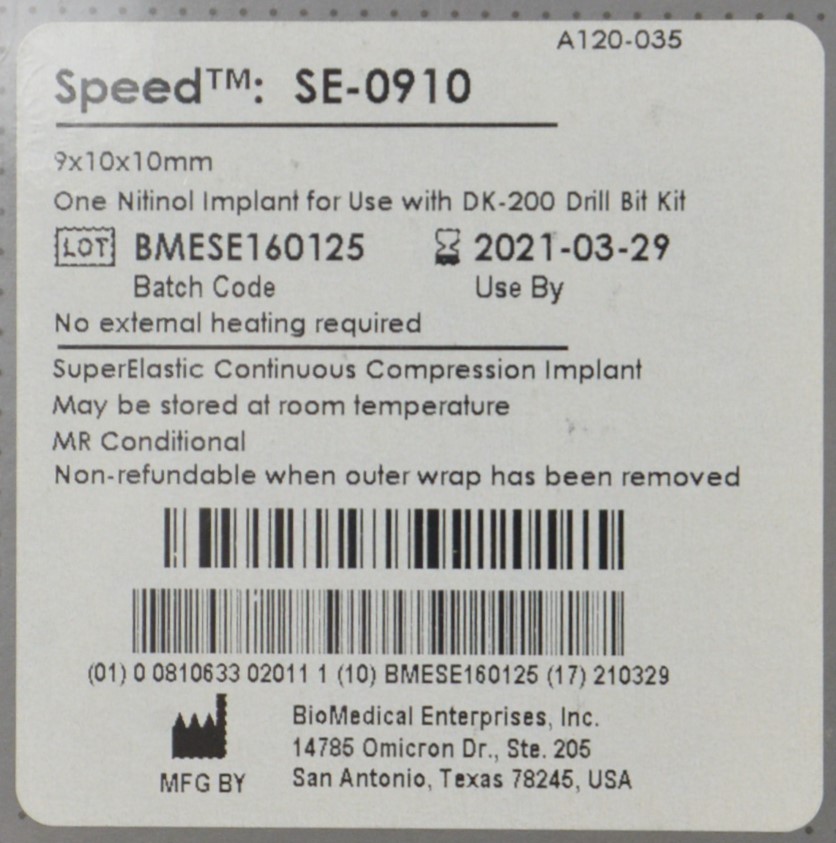 A120-035
Speed™: SE-0910
9x10x10mm
One Nitinol Implant for Use with DK-200 Drill Bit Kit
LOT BMESE160125 2021-03-29
Batch Code Use By
No external heating required
SuperElastic Continuous Compression Implant
May be stored at room temperature
MR Conditional
Non-refundable when outer wrap has been removed
(01) 0 0810633 02011 1 (10) BMESE160125 (17) 210329
BioMedical Enterprises, Inc.
14785 Omicron Dr., Ste. 205
MFG BY San Antonio, Texas 78245, USA